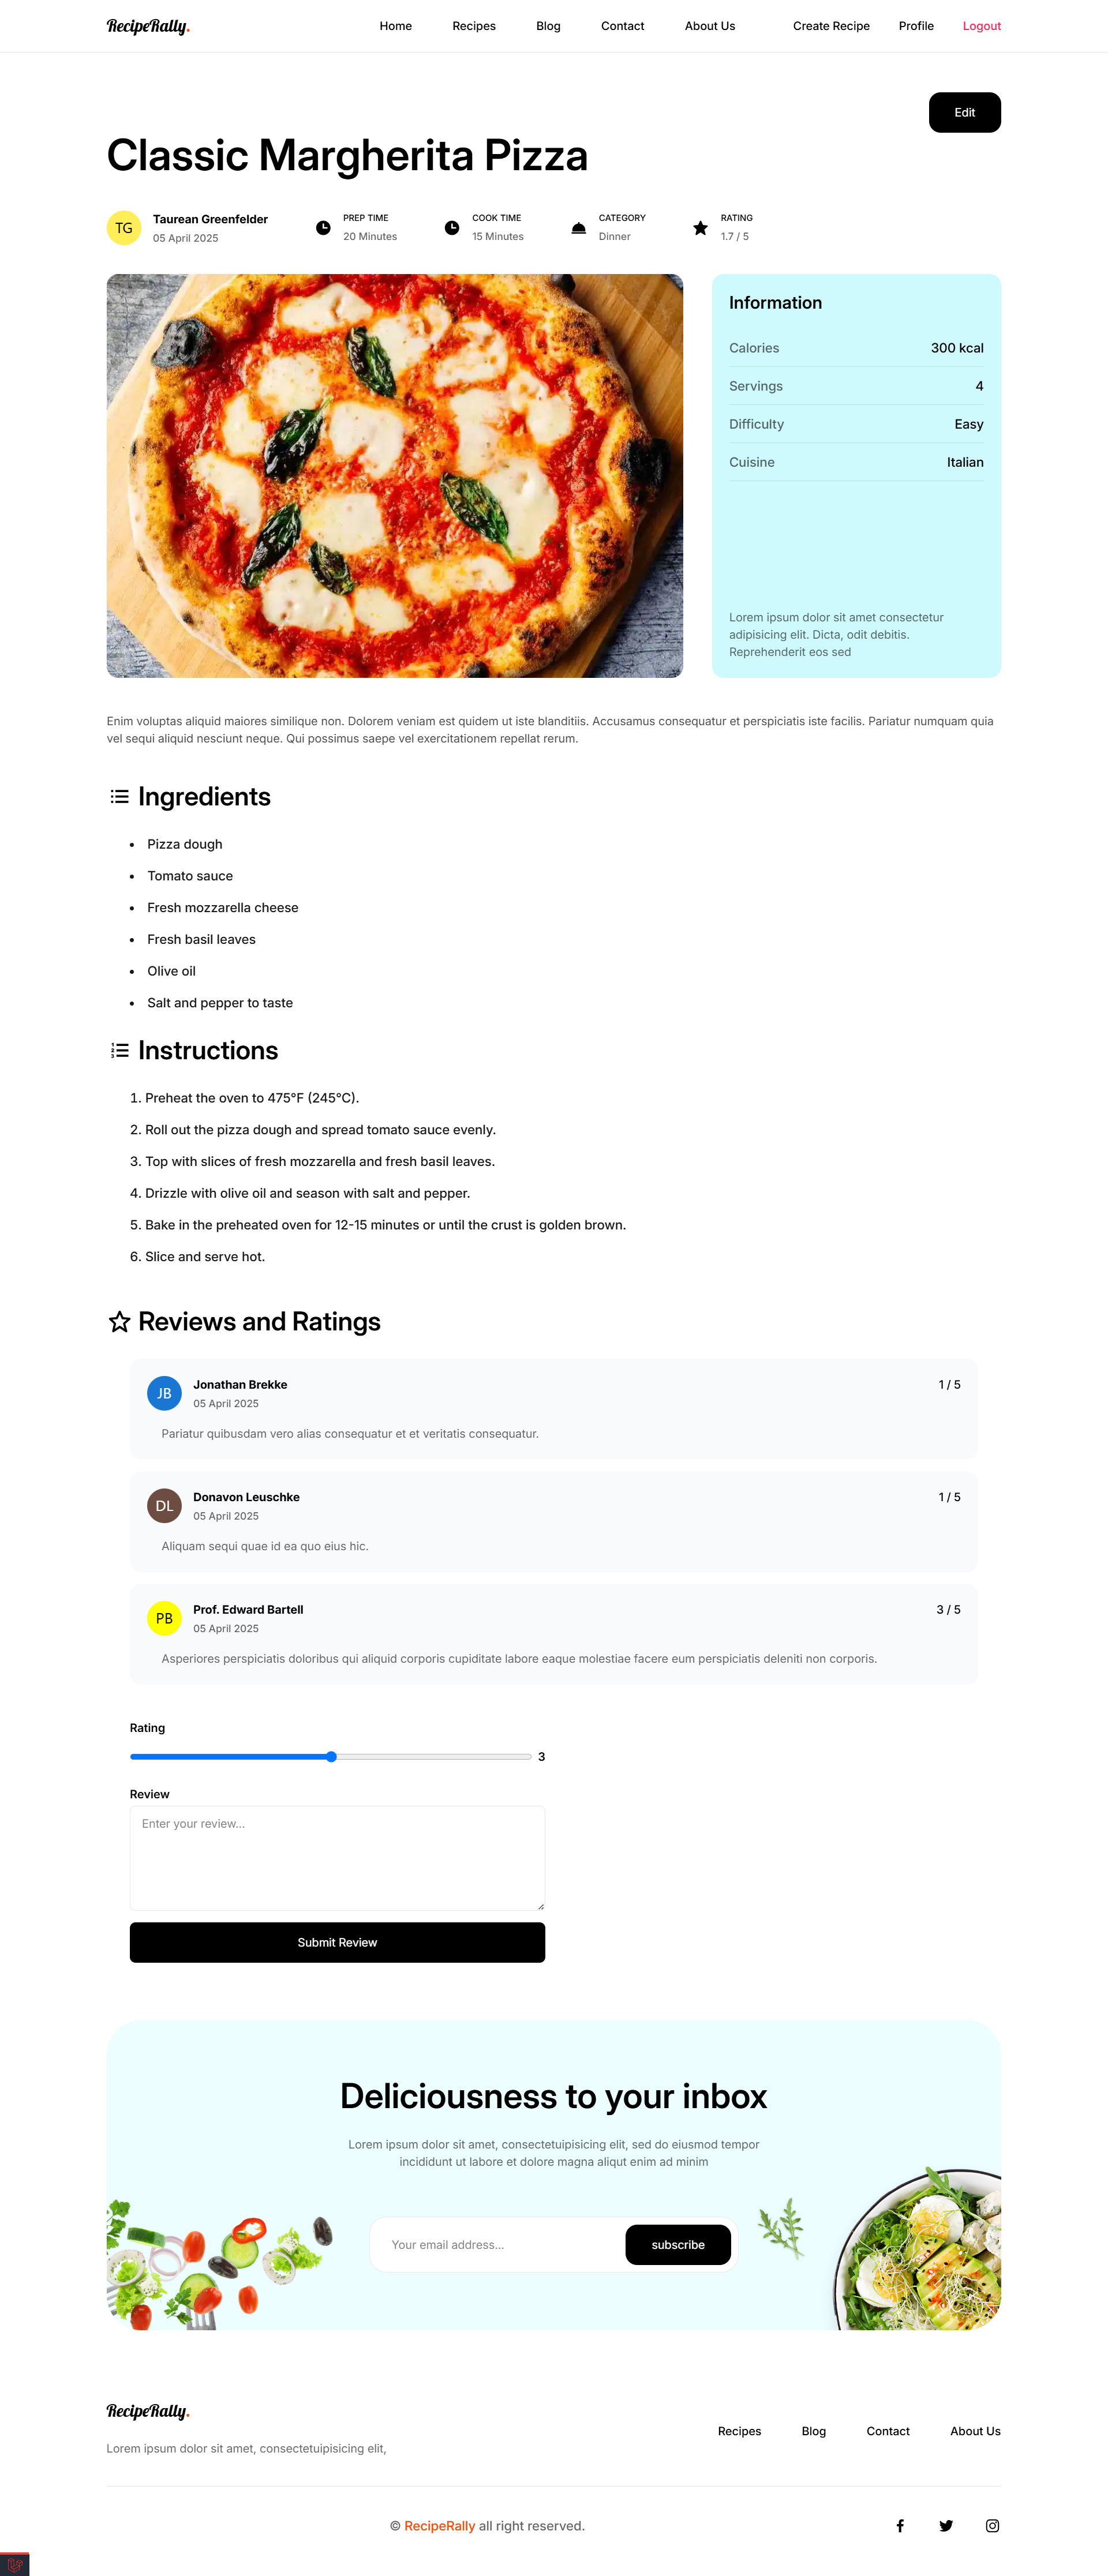 RecipeRally.
Home Recipes Blog Contact About Us Create Recipe Profile Logout
Edit
Classic Margherita Pizza
TG
Taurean Greenfelder
05 April 2025
PREP TIME
20 Minutes
COOK TIME
15 Minutes
CATEGORY
Dinner
RATING
1.7 / 5
Information
Calories 300 kcal
Servings 4
Difficulty Easy
Cuisine Italian
Lorem ipsum dolor sit amet consectetur
adipisicing elit. Dicta, odit debitis.
Reprehenderit eos sed
Enim voluptas aliquid maiores similique non. Dolorem veniam est quidem ut iste blanditiis. Accusamus consequatur et perspiciatis iste facilis. Pariatur numquam quia
vel sequi aliquid nesciunt neque. Qui possimus saepe vel exercitationem repellat rerum.
Ingredients
• Pizza dough
• Tomato sauce
• Fresh mozzarella cheese
• Fresh basil leaves
• Olive oil
• Salt and pepper to taste
Instructions
1. Preheat the oven to 475°F (245°C).
2. Roll out the pizza dough and spread tomato sauce evenly.
3. Top with slices of fresh mozzarella and fresh basil leaves.
4. Drizzle with olive oil and season with salt and pepper.
5. Bake in the preheated oven for 12-15 minutes or until the crust is golden brown.
6. Slice and serve hot.
Reviews and Ratings
JB
Jonathan Brekke 1 / 5
05 April 2025
Pariatur quibusdam vero alias consequatur et et veritatis consequatur.
DL
Donavon Leuschke 1 / 5
05 April 2025
Aliquam sequi quae id ea quo eius hic.
PB
Prof. Edward Bartell 3 / 5
05 April 2025
Asperiores perspiciatis doloribus qui aliquid corporis cupiditate labore eaque molestiae facere eum perspiciatis deleniti non corporis.
Rating
3
Review
Enter your review...
Submit Review
Deliciousness to your inbox
Lorem ipsum dolor sit amet, consectetuipisicing elit, sed do eiusmod tempor
incididunt ut labore et dolore magna aliqut enim ad minim
Your email address... subscribe
RecipeRally.
Lorem ipsum dolor sit amet, consectetuipisicing elit,
Recipes Blog Contact About Us
© RecipeRally all right reserved.